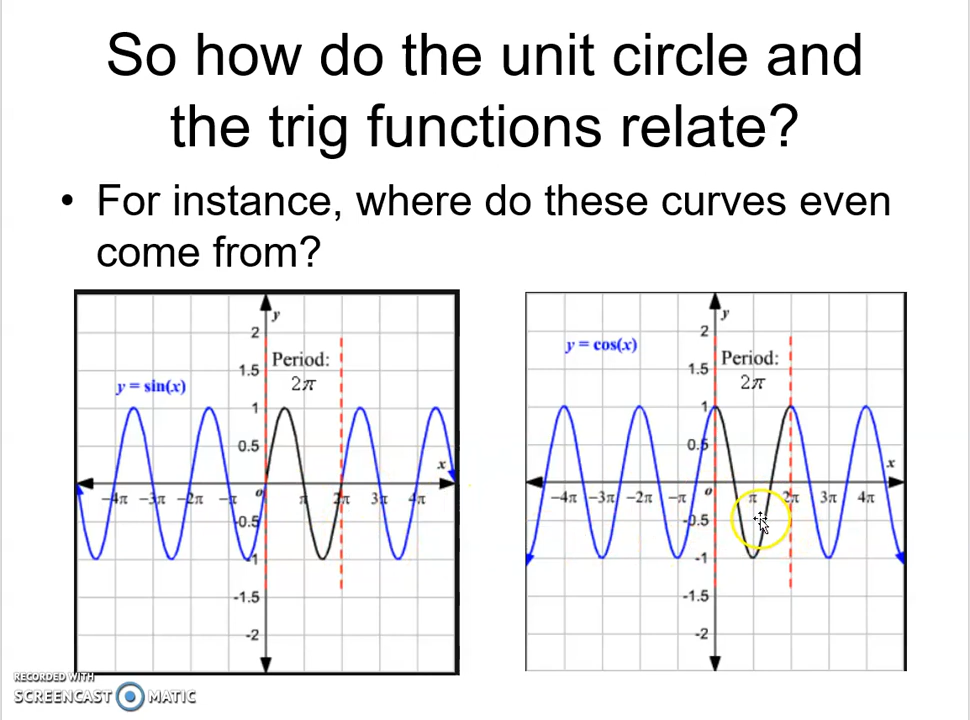 So how do the unit circle and
the trig functions relate?
• For instance, where do these curves even
come from?
y
2
Period:
1.5
2π
y = sin(x)
1
0.5
x
o
−4π −3π −2π −π π 2π 3π 4π
-0.5
-1
-1.5
-2
y
2
y = cos(x)
Period:
1.5
2π
1
0.5
x
o
−4π −3π −2π −π π 2π 3π 4π
-0.5
-1
-1.5
-2
RECORDED WITH
SCREENCAST MATIC